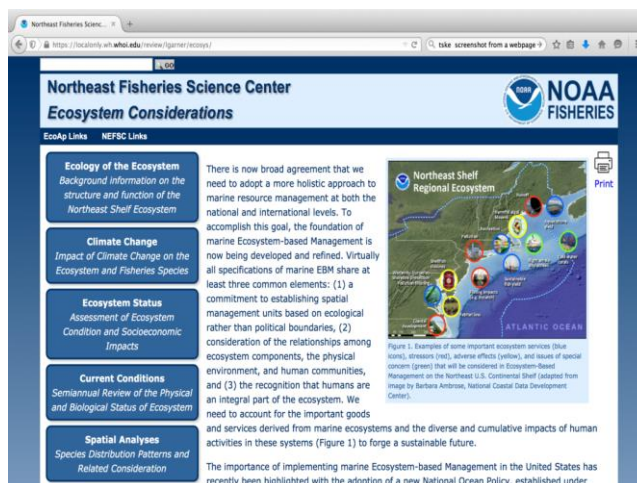 Northeast Fisheries Scienc...
https://localonly.wh.whoi.edu/review/lgarner/ecosys/
tske screenshot from a webpage
GO
Northeast Fisheries Science Center
Ecosystem Considerations
NOAA
FISHERIES
EcoAp Links NEFSC Links
Ecology of the Ecosystem
Background information on the
structure and function of the
Northeast Shelf Ecosystem
Climate Change
Impact of Climate Change on the
Ecosystem and Fisheries Species
Ecosystem Status
Assessment of Ecosystem
Condition and Socioeconomic
Impacts
Current Conditions
Semiannual Review of the Physical
and Biological Status of Ecosystem
Spatial Analyses
Species Distribution Patterns and
Related Consideration
There is now broad agreement that we
need to adopt a more holistic approach to
marine resource management at both the
national and international levels. To
accomplish this goal, the foundation of
marine Ecosystem-based Management is
now being developed and refined. Virtually
all specifications of marine EBM share at
least three common elements: (1) a
commitment to establishing spatial
management units based on ecological
rather than political boundaries, (2)
consideration of the relationships among
ecosystem components, the physical
environment, and human communities,
and (3) the recognition that humans are
an integral part of the ecosystem. We
need to account for the important goods
and services derived from marine ecosystems and the diverse and cumulative impacts of human
activities in these systems (Figure 1) to forge a sustainable future.
The importance of implementing marine Ecosystem-based Management in the United States has
recently been highlighted with the adoption of a new National Ocean Policy, established under
Print
Northeast Shelf
Regional Ecosystem
ATLANTIC OCEAN
Figure 1. Examples of some important ecosystem services (blue
icons), stressors (red), adverse effects (yellow), and issues of special
concern (green) that will be considered in Ecosystem-Based
Management on the Northeast U.S. Continental Shelf (adapted from
image by Barbara Ambrose, National Coastal Data Development
Center).